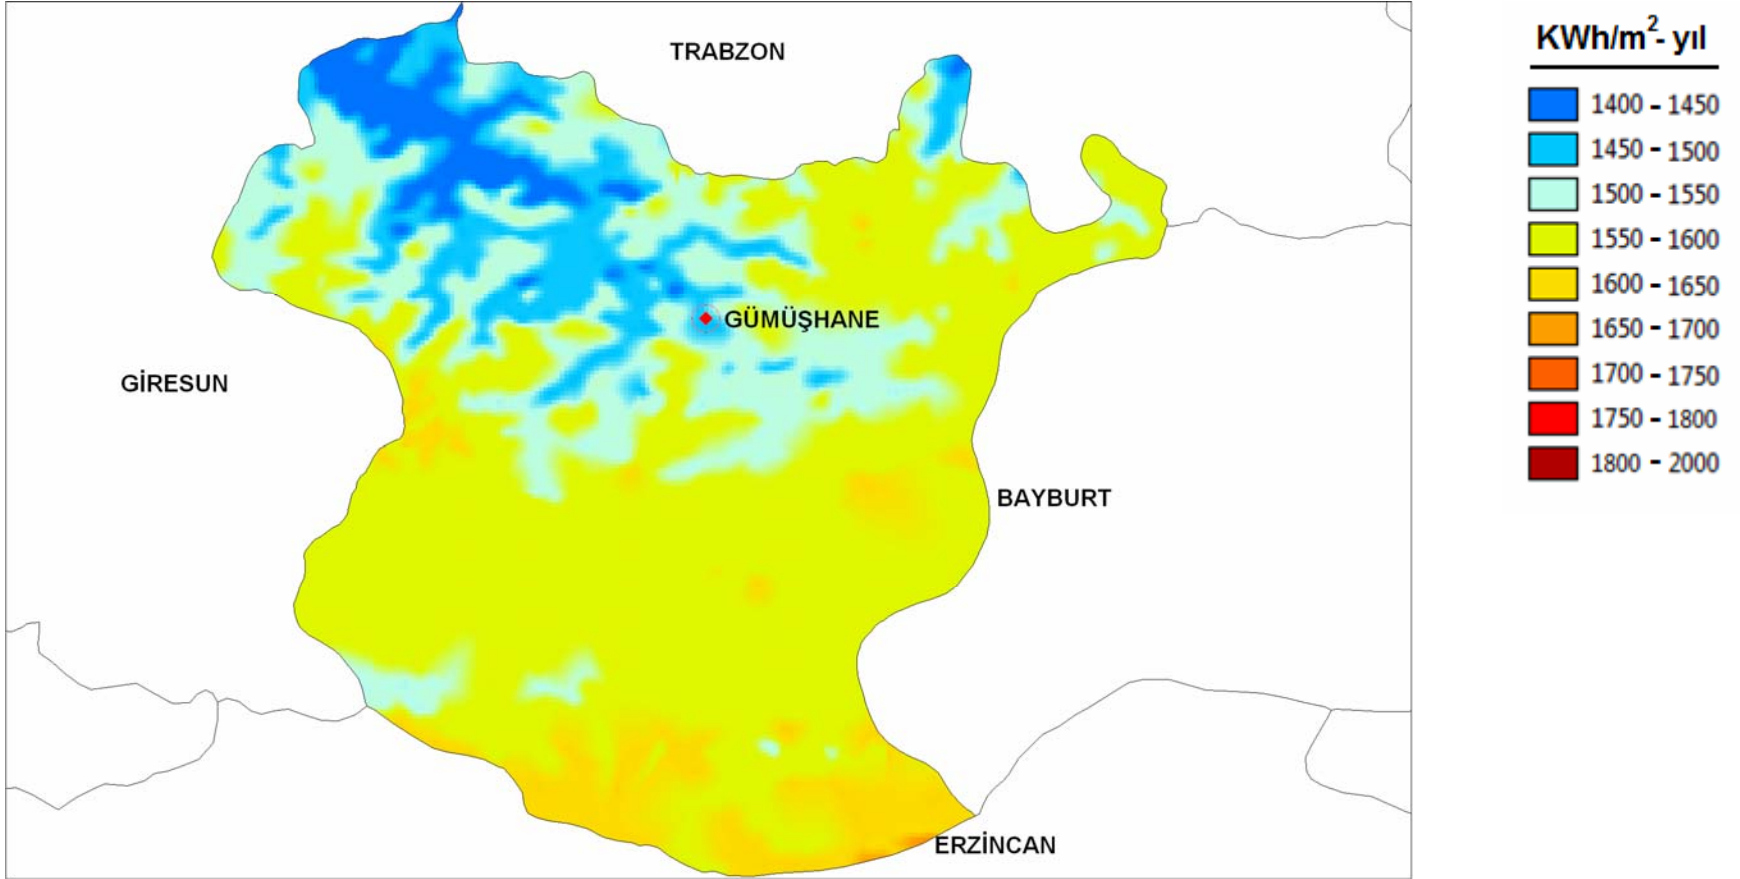 TRABZON
GÜMÜŞHANE
GİRESUN
BAYBURT
ERZİNCAN
KWh/m²- yıl
1400 - 1450
1450 - 1500
1500 - 1550
1550 - 1600
1600 - 1650
1650 - 1700
1700 - 1750
1750 - 1800
1800 - 2000